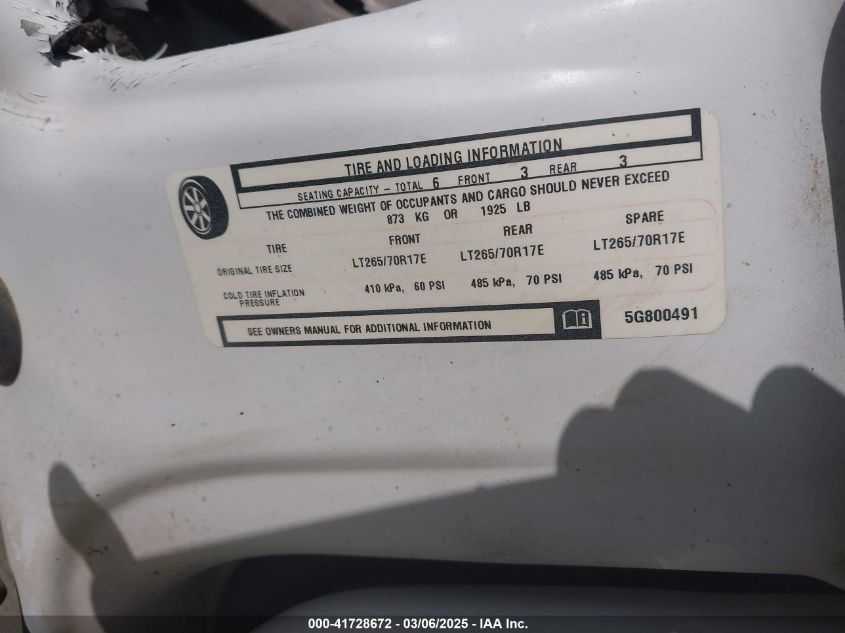 TIRE AND LOADING INFORMATION
SEATING CAPACITY - TOTAL 6 FRONT 3 REAR 3
THE COMBINED WEIGHT OF OCCUPANTS AND CARGO SHOULD NEVER EXCEED
873 KG OR 1925 LB
TIRE FRONT REAR SPARE
ORIGINAL TIRE SIZE LT265/70R17E LT265/70R17E LT265/70R17E
COLD TIRE INFLATION PRESSURE 410 kPa, 60 PSI 485 kPa, 70 PSI 485 kPa, 70 PSI
SEE OWNERS MANUAL FOR ADDITIONAL INFORMATION 5G800491
000-41728672 - 03/06/2025 - IAA Inc.